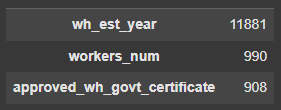 wh_est_year 11881
workers_num 990
approved_wh_govt_certificate 908